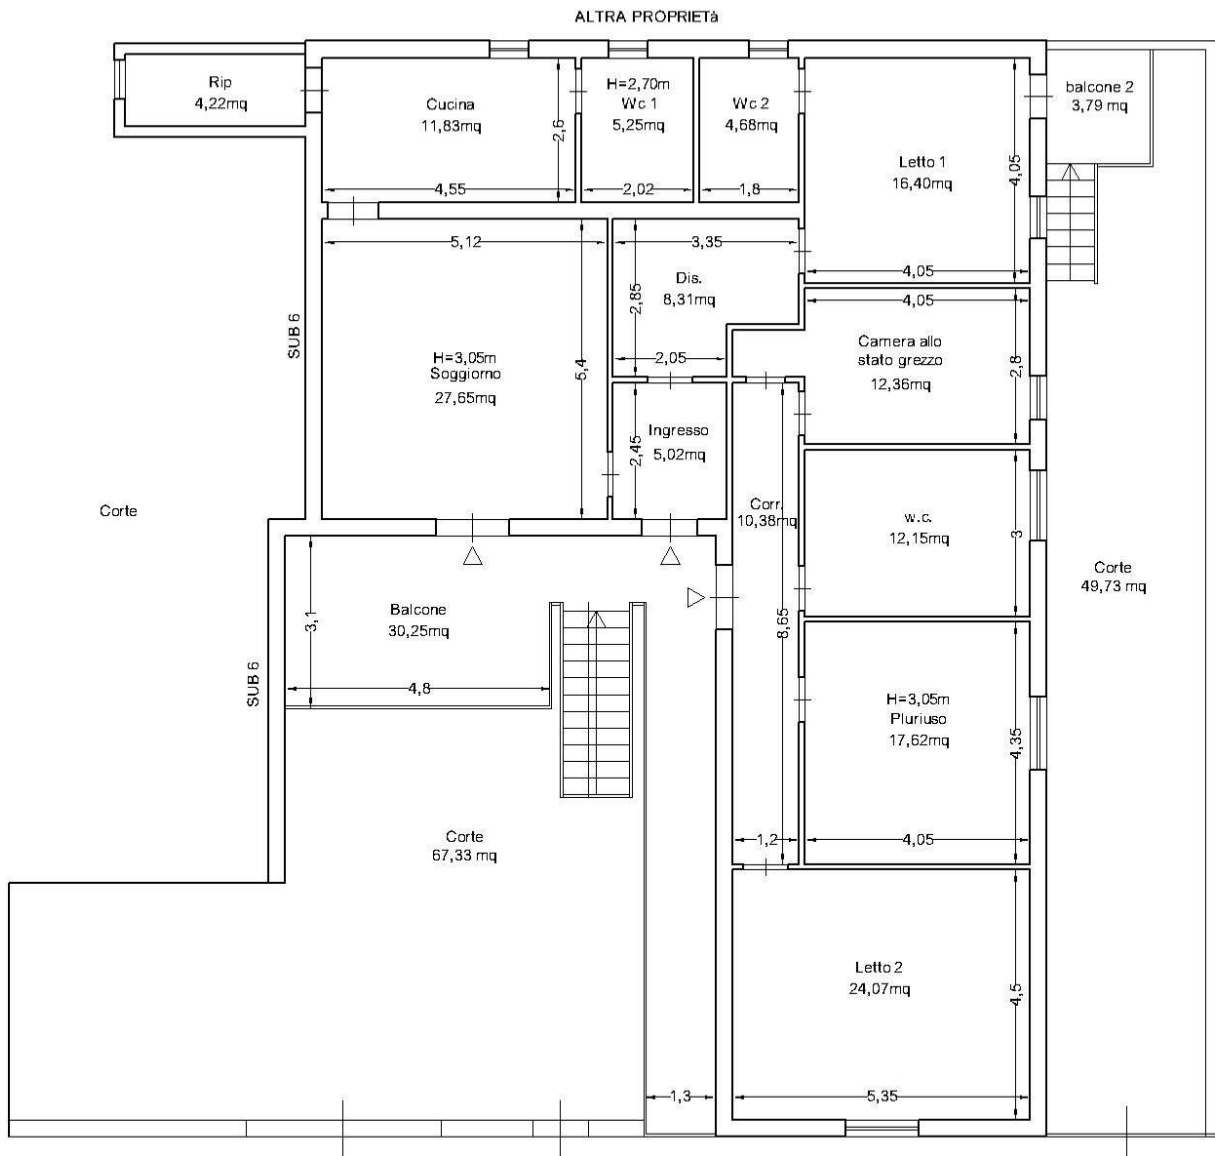 ALTRA PROPRIETà
Rip
4,22mq
Cucina
11,83mq
2,6
4,55
H=2,70m
Wc 1
5,25mq
2,02
Wc 2
4,68mq
1,8
Letto 1
16,40mq
4,05
4,05
balcone 2
3,79 mq
5,12
3,35
Dis.
8,31mq
2,85
2,05
4,05
Camera allo
stato grezzo
12,36mq
2,8
SUB 6
H=3,05m
Soggiorno
27,65mq
5,4
Ingresso
5,02mq
2,45
Corte
Corr.
10,38mq
8,65
w.c.
12,15mq
3
Corte
49,73 mq
Balcone
30,25mq
3,1
4,8
SUB 6
H=3,05m
Pluriuso
17,62mq
4,35
1,2
4,05
Corte
67,33 mq
Letto 2
24,07mq
4,5
1,3
5,35